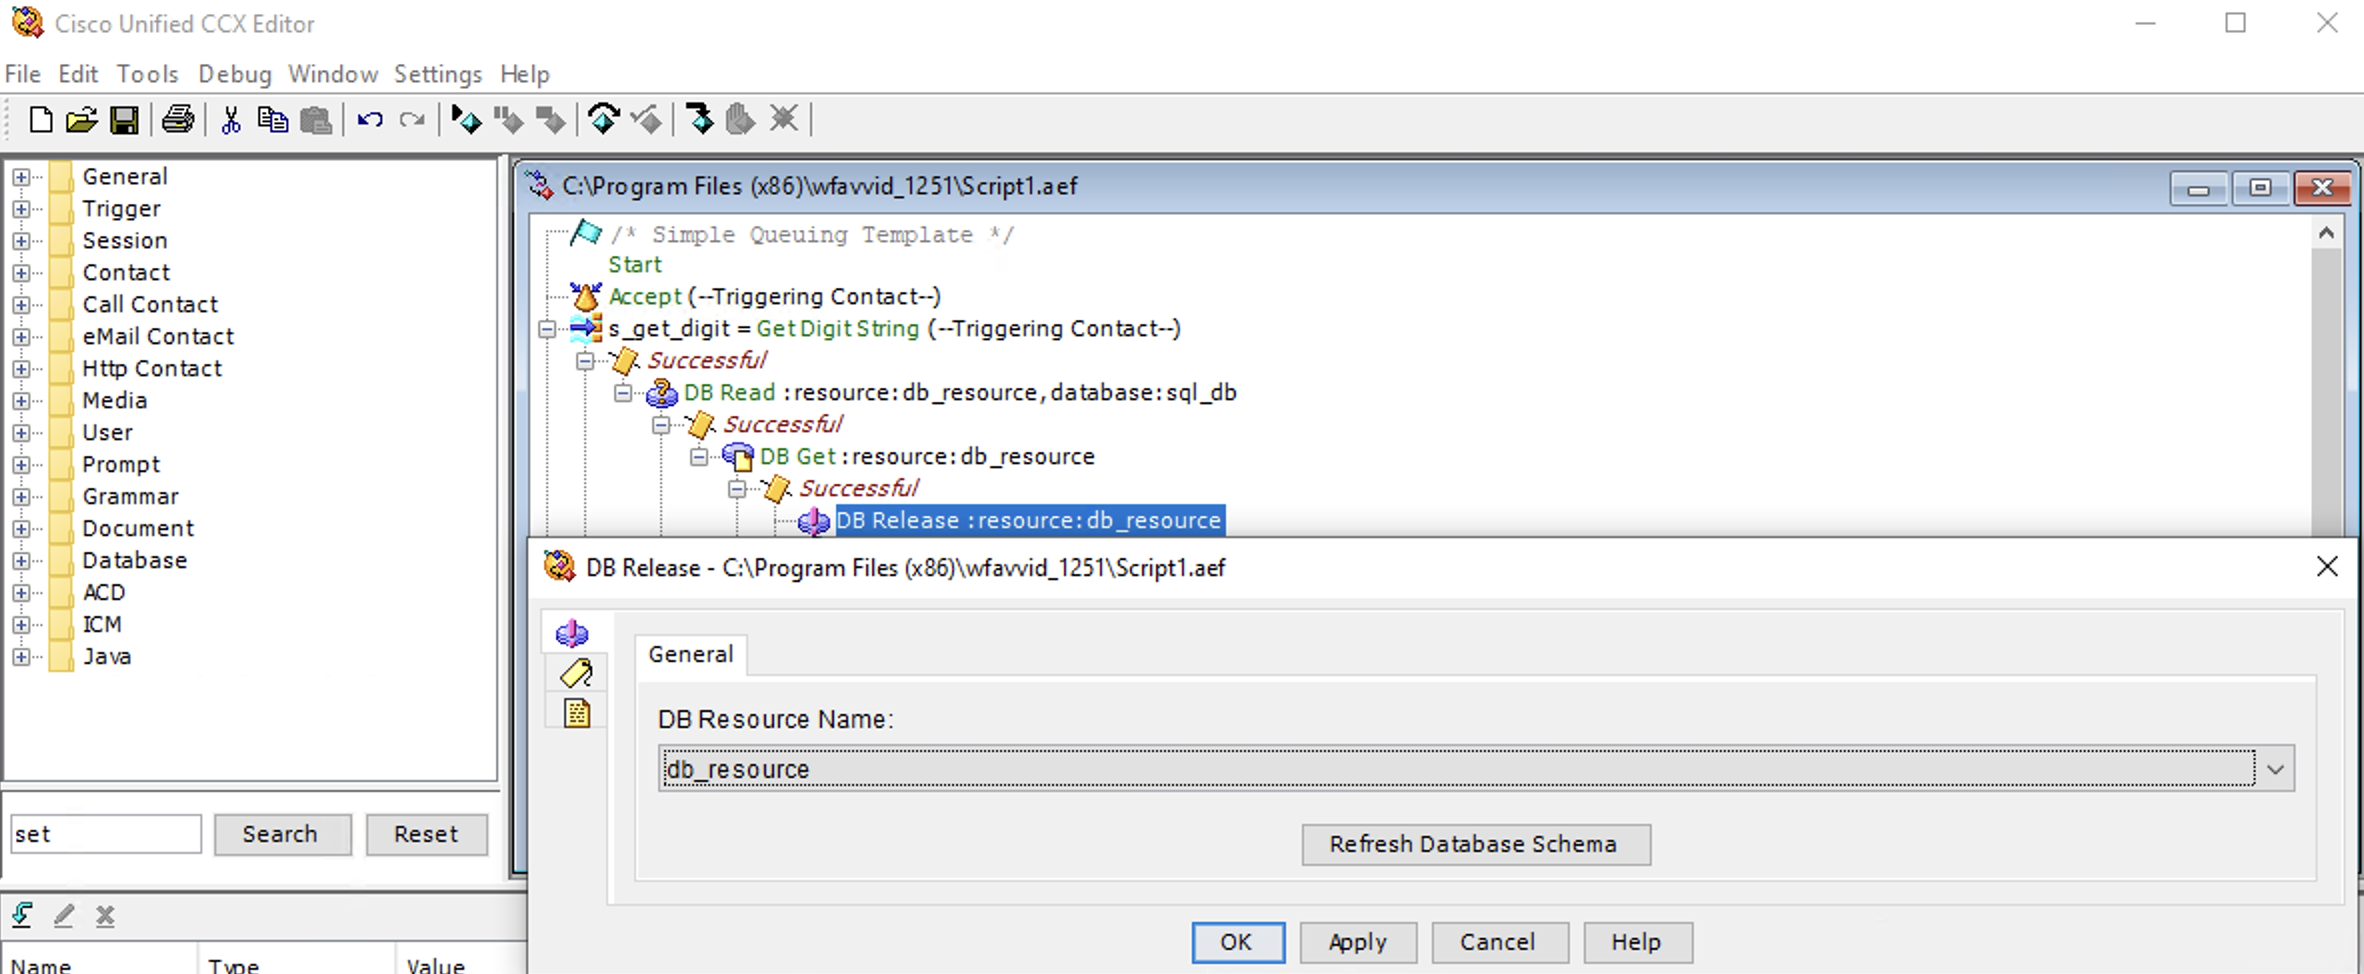 Cisco Unified CCX Editor
File Edit Tools Debug Window Settings Help
General
Trigger
Session
Contact
Call Contact
eMail Contact
Http Contact
Media
User
Prompt
Grammar
Document
Database
ACD
ICM
Java
set Search Reset
Name Type Value
C:\Program Files (x86)\wfavvid_1251\Script1.aef
/* Simple Queuing Template */
Start
Accept (--Triggering Contact--)
s_get_digit = Get Digit String (--Triggering Contact--)
Successful
DB Read :resource:db_resource,database:sql_db
Successful
DB Get :resource:db_resource
Successful
DB Release :resource:db_resource
DB Release - C:\Program Files (x86)\wfavvid_1251\Script1.aef
General
DB Resource Name:
db_resource
Refresh Database Schema
OK Apply Cancel Help